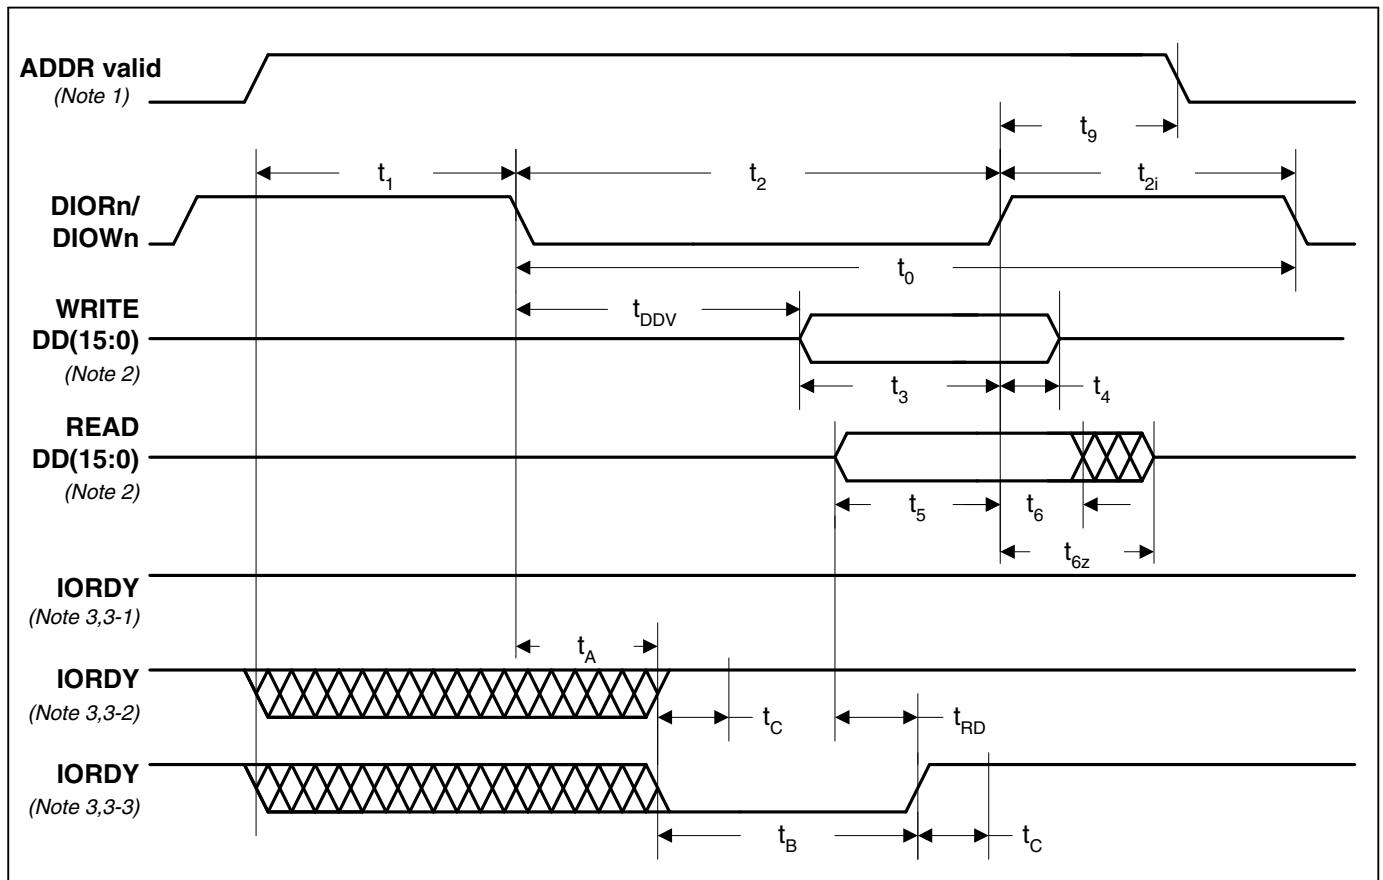 ADDR valid
(Note 1)
t9
t1
t2
t2i
DIORn/
DIOWn
t0
WRITE
DD(15:0)
(Note 2)
tDDV
t3
t4
READ
DD(15:0)
(Note 2)
t5
t6
t6z
IORDY
(Note 3,3-1)
tA
IORDY
(Note 3,3-2)
tC
tRD
IORDY
(Note 3,3-3)
tB
tC